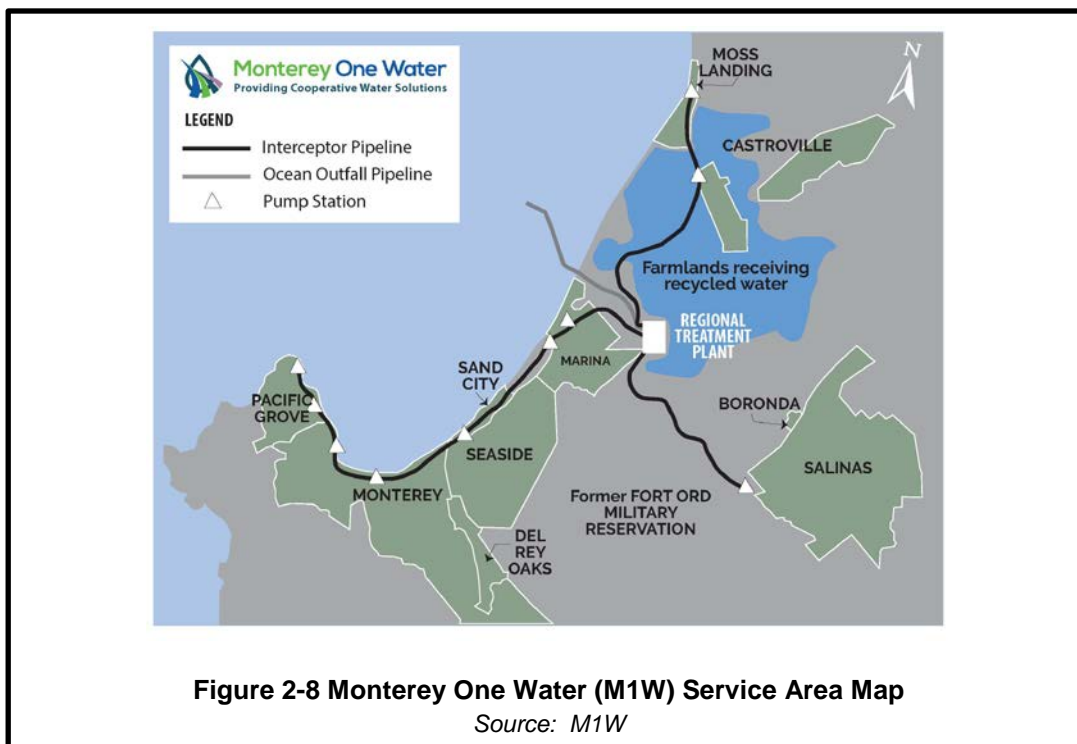 Monterey One Water
Providing Cooperative Water Solutions
LEGEND
Interceptor Pipeline
Ocean Outfall Pipeline
Pump Station
MOSS
LANDING
N
CASTROVILLE
Farmlands receiving
recycled water
REGIONAL
TREATMENT
PLANT
MARINA
SAND
CITY
PACIFIC
GROVE
SEASIDE
MONTEREY
BORONDA
SALINAS
Former FORT ORD
MILITARY
RESERVATION
DEL
REY
OAKS
Figure 2-8 Monterey One Water (M1W) Service Area Map
Source: M1W